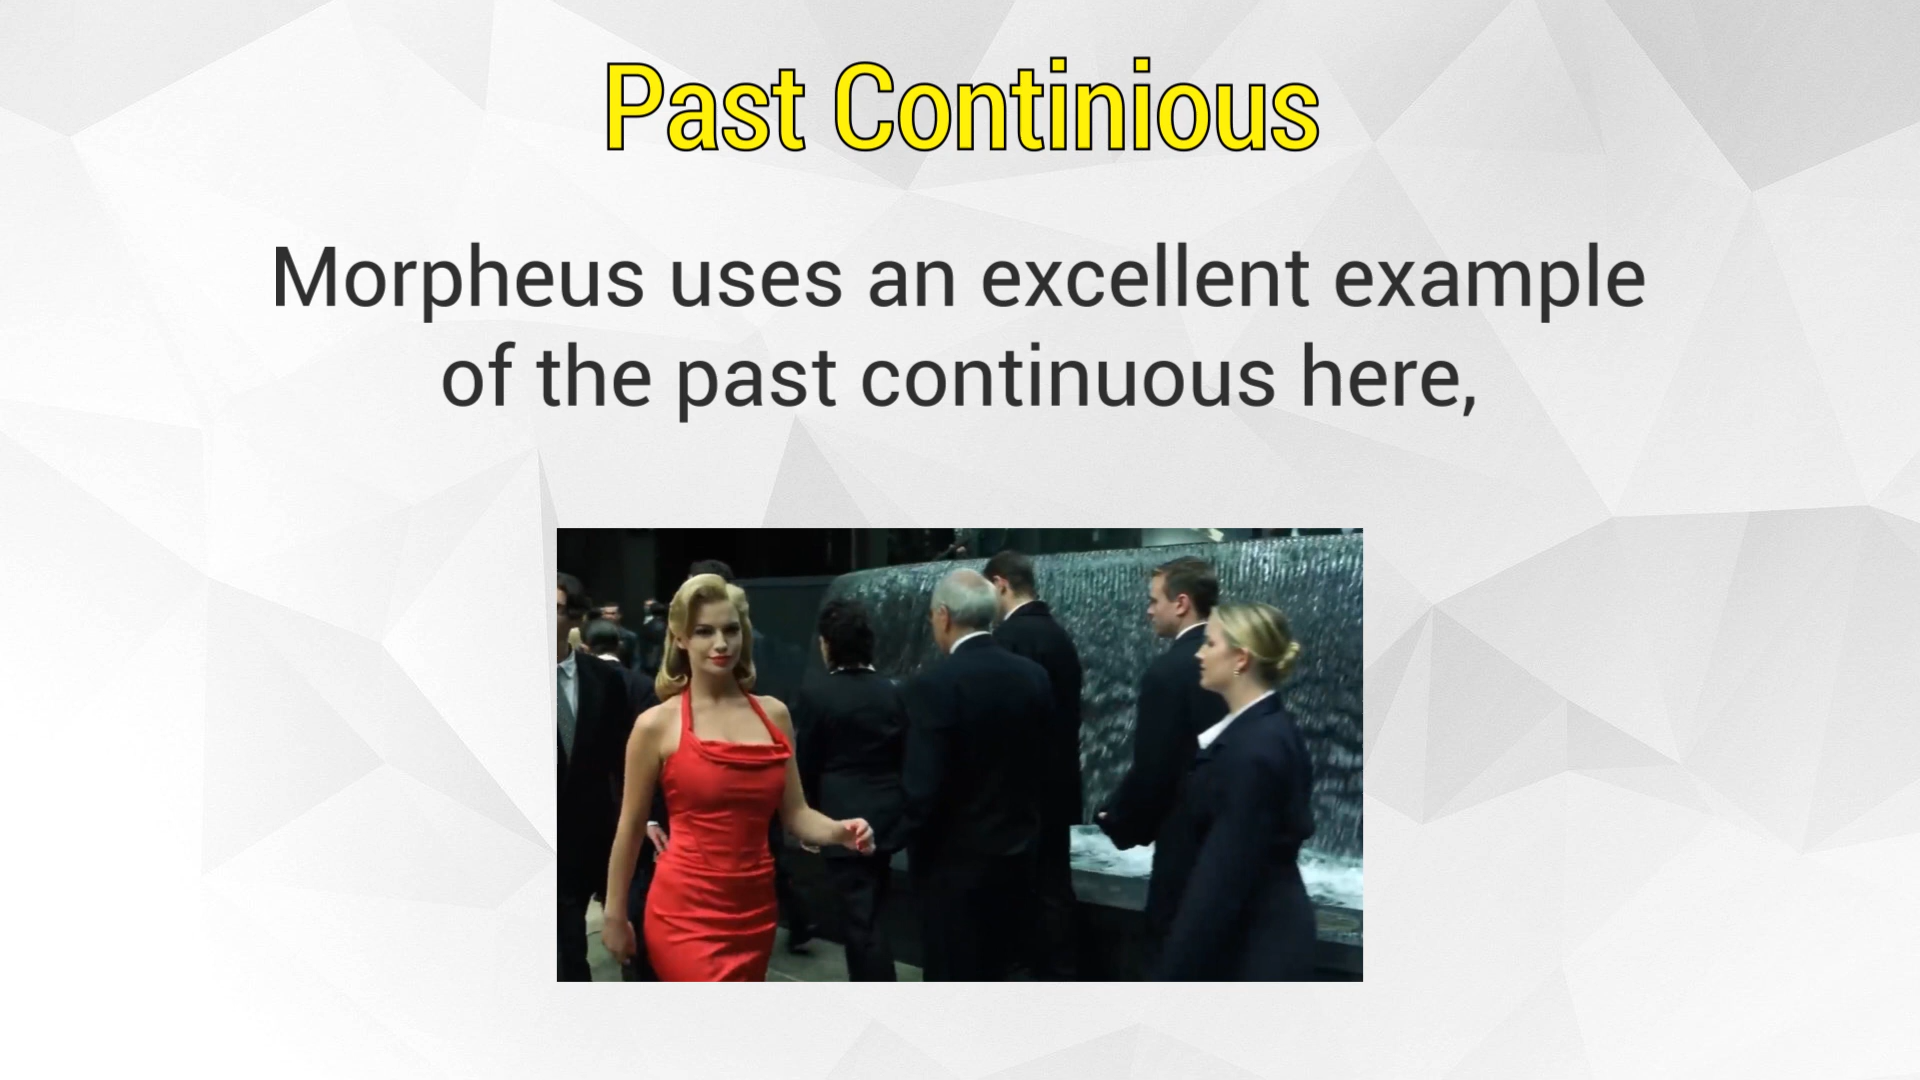 Past Continious
Morpheus uses an excellent example
of the past continuous here,